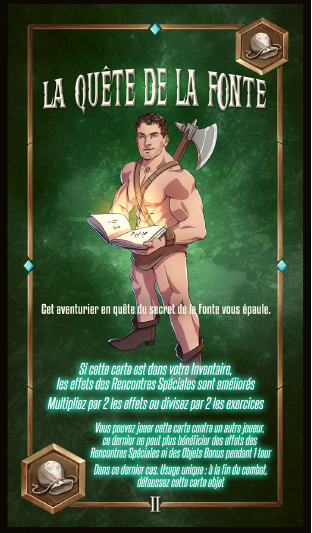 LA QUÊTE DE LA FONTE
Cet aventurier en quête du secret de la Fonte vous épaule.
Si cette carte est dans votre Inventaire,
les effets des Rencontres Spéciales sont améliorés
Multipliez par 2 les effets ou divisez par 2 les exercices
Vous pouvez jouer cette carte contre un autre joueur,
ce dernier ne peut plus bénéficier des effets des
Rencontres Spéciales ni des Objets Bonus pendant 1 tour
Dans ce dernier cas, Usage unique : à la fin du combat,
défaussez cette carte objet
II